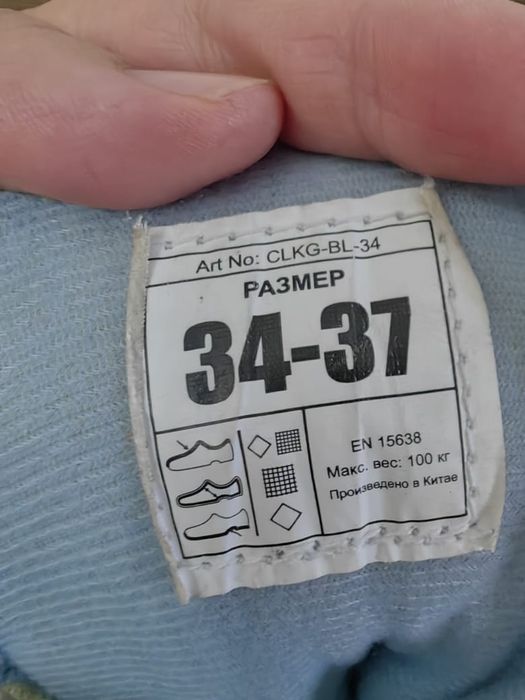 Art No: CLKG-BL-34
РАЗМЕР
34-37
EN 15638
Макс. вес: 100 кг
Произведено в Китае